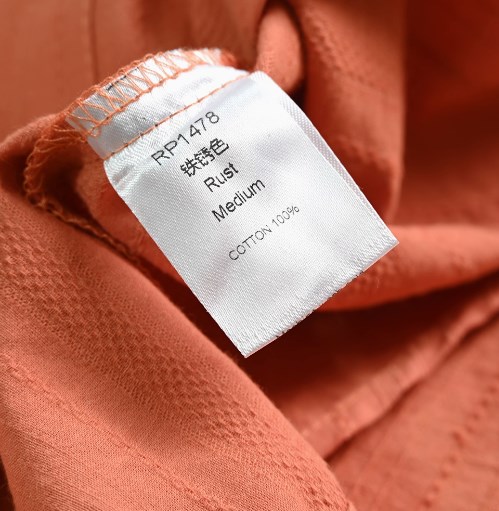 RP1478
铁锈色
Rust
Medium
COTTON 100%